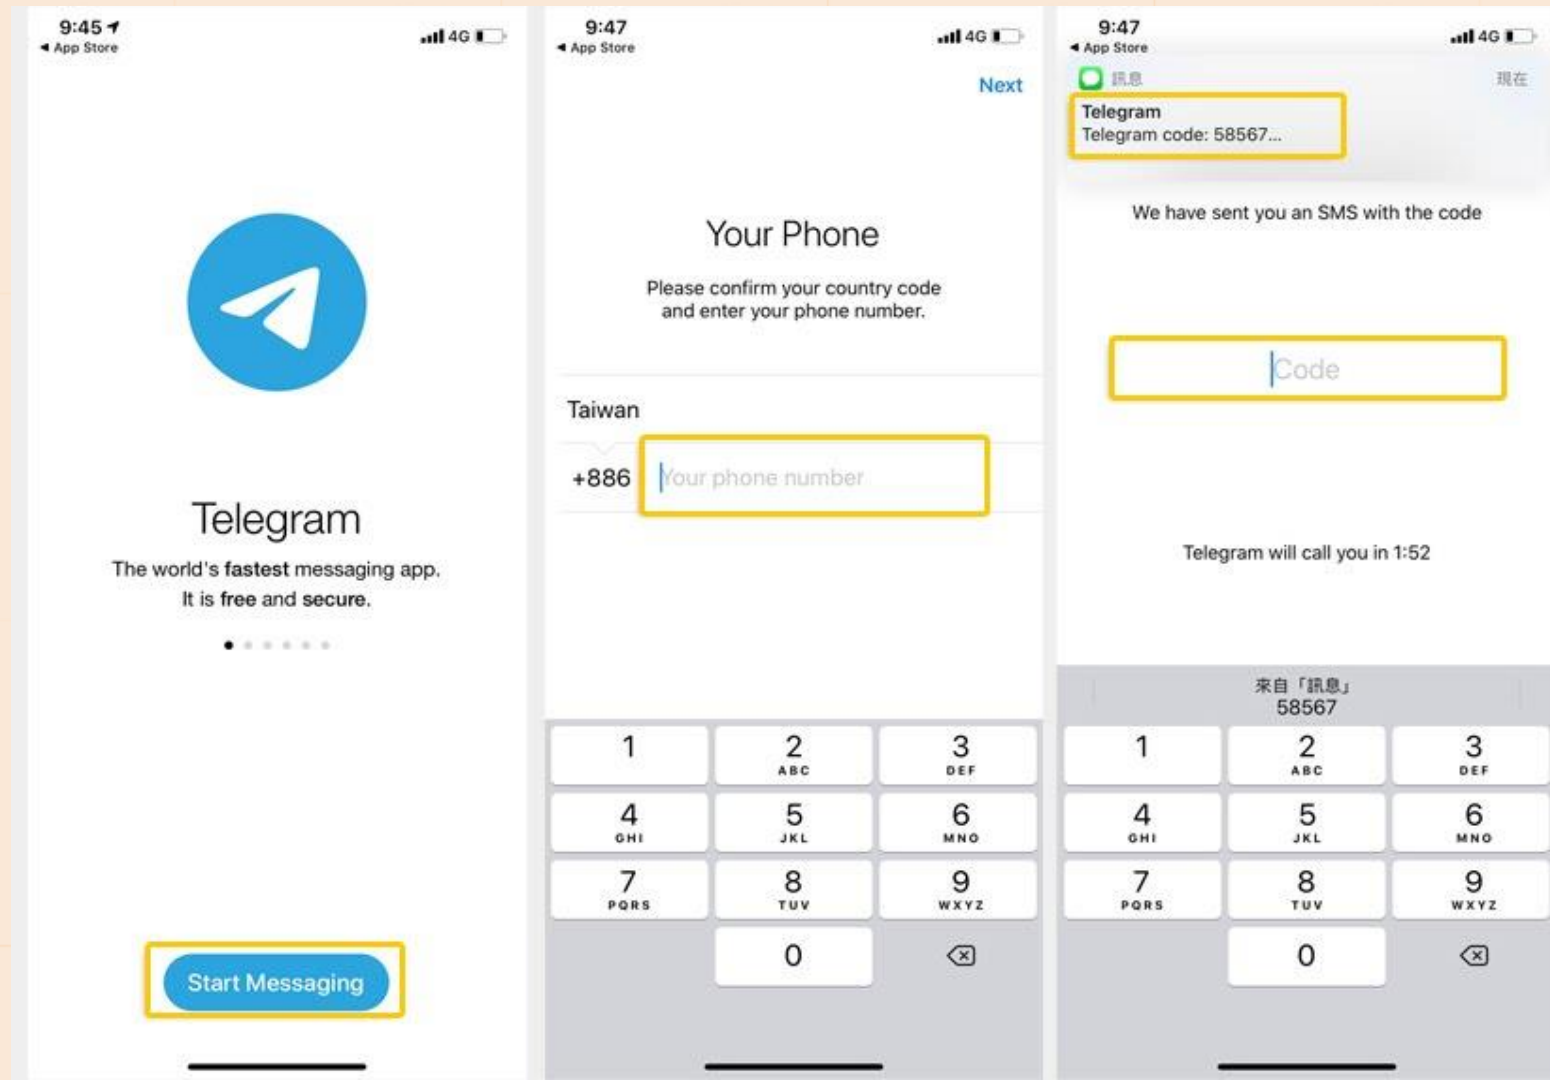 9:45
◀ App Store
4G
Telegram
The world's fastest messaging app.
It is free and secure.
Start Messaging
9:47
◀ App Store
4G
Next
Your Phone
Please confirm your country code
and enter your phone number.
Taiwan
+886 Your phone number
1 2 3
ABC DEF
4 5 6
GHI JKL MNO
7 8 9
PQRS TUV WXYZ
0
9:47
◀ App Store
4G
訊息 現在
Telegram
Telegram code: 58567...
We have sent you an SMS with the code
Code
Telegram will call you in 1:52
來自「訊息」
58567
1 2 3
ABC DEF
4 5 6
GHI JKL MNO
7 8 9
PQRS TUV WXYZ
0